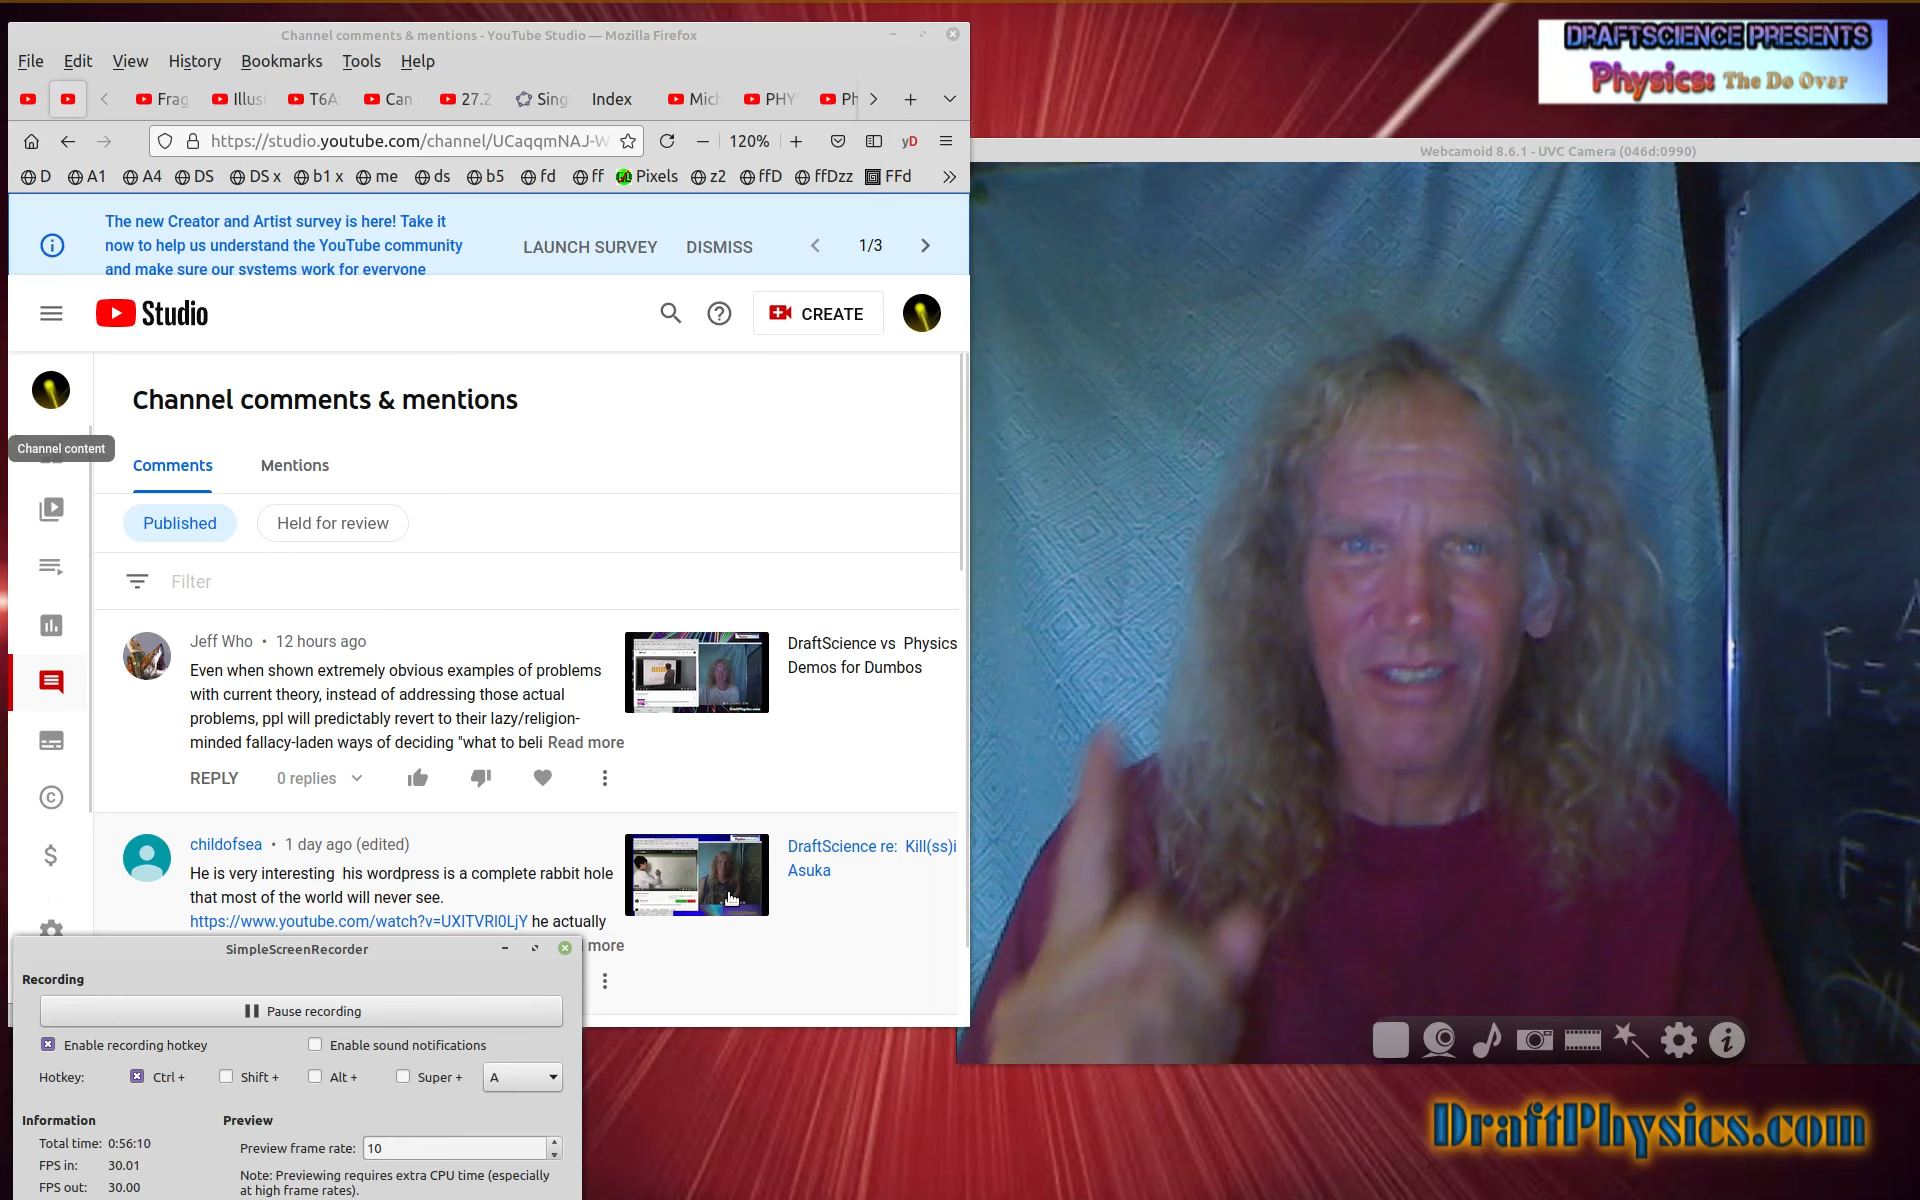 DRAFTSCIENCE PRESENTS
Physics: The Do Over
Channel comments & mentions - YouTube Studio — Mozilla Firefox
File Edit View History Bookmarks Tools Help
Frag Illus T6A: Can 27.2 Sing Index Mich PHY Ph
https://studio.youtube.com/channel/UCaqqmNAJ-W 120% yD
D A1 A4 DS DS x b1 x me ds b5 fd ff Pixels z2 ffD ffDzz FFd
Webcamoid 8.6.1 - UVC Camera (046d:0990)
The new Creator and Artist survey is here! Take it
now to help us understand the YouTube community
and make sure our systems work for everyone
LAUNCH SURVEY DISMISS 1/3
Studio
CREATE
Channel comments & mentions
Channel content
Comments Mentions
Published Held for review
Filter
Jeff Who • 12 hours ago
Even when shown extremely obvious examples of problems
with current theory, instead of addressing those actual
problems, ppl will predictably revert to their lazy/religion-
minded fallacy-laden ways of deciding "what to beli Read more
DraftScience vs Physics
Demos for Dumbos
REPLY 0 replies
childofsea • 1 day ago (edited)
He is very interesting his wordpress is a complete rabbit hole
that most of the world will never see.
https://www.youtube.com/watch?v=UXITVRl0LjY he actually
more
DraftScience re: Kill(ss)i
Asuka
SimpleScreenRecorder
Recording
Pause recording
Enable recording hotkey Enable sound notifications
Hotkey: Ctrl + Shift + Alt + Super + A
Information Preview
Total time: 0:56:10
Preview frame rate: 10
FPS in: 30.01
FPS out: 30.00
Note: Previewing requires extra CPU time (especially
at high frame rates).
DraftPhysics.com